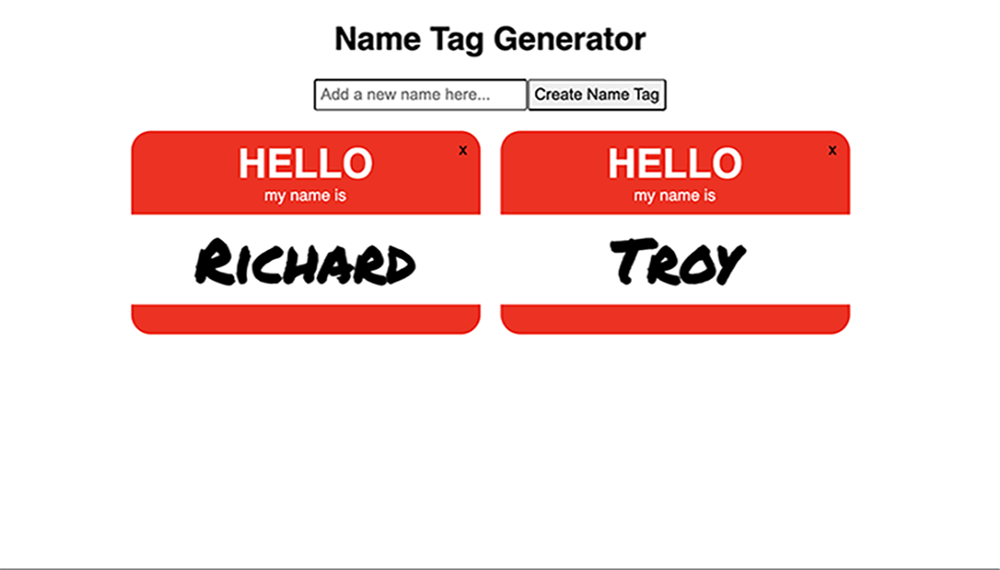 Name Tag Generator
Add a new name here... Create Name Tag
HELLO x
my name is
RICHARD
HELLO x
my name is
TROY